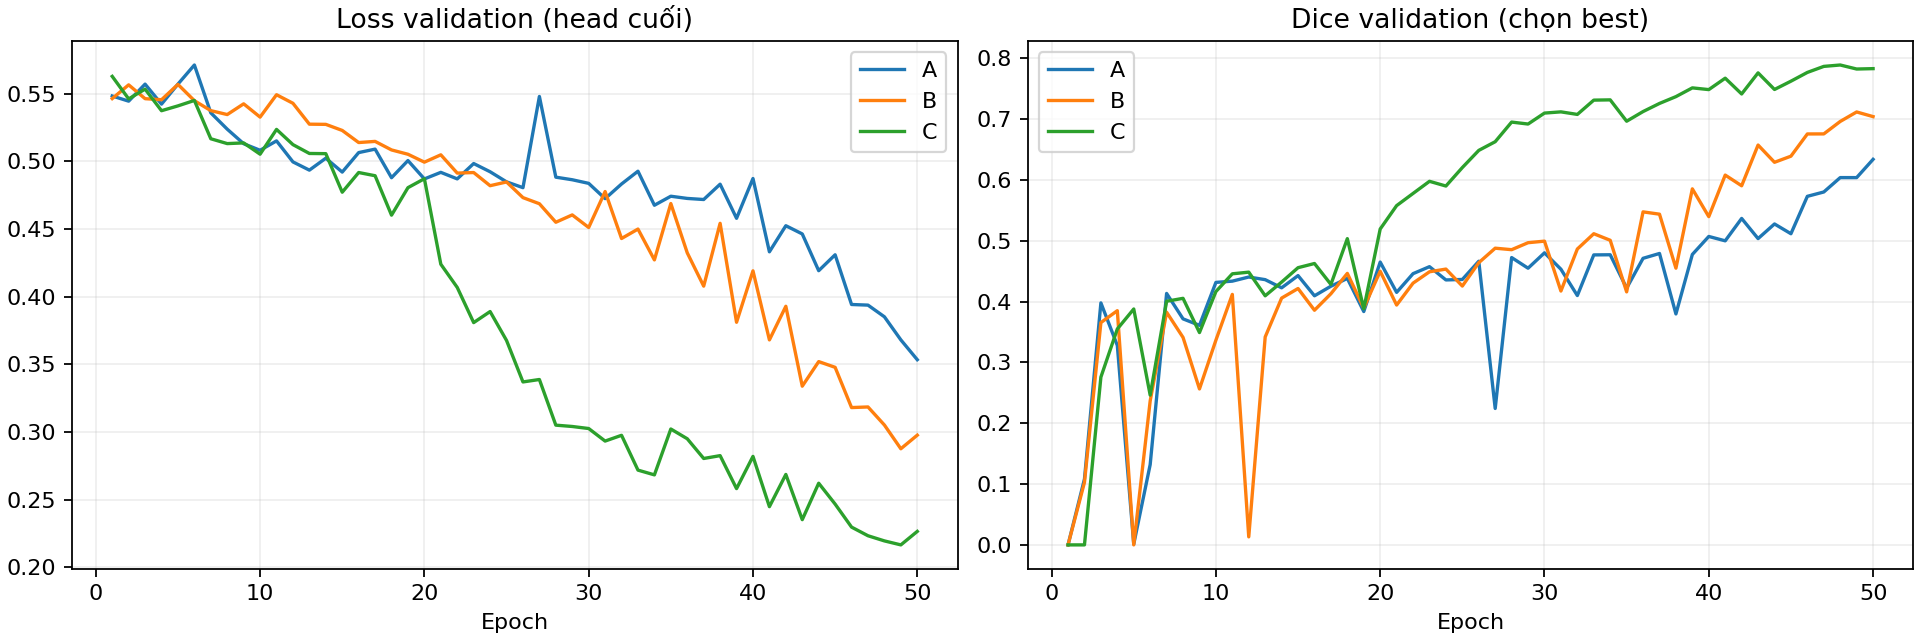 Loss validation (head cuối)
0.55
0.50
0.45
0.40
0.35
0.30
0.25
0.20
0 10 20 30 40 50
Epoch
A
B
C
Dice validation (chọn best)
0.8
0.7
0.6
0.5
0.4
0.3
0.2
0.1
0.0
0 10 20 30 40 50
Epoch
A
B
C